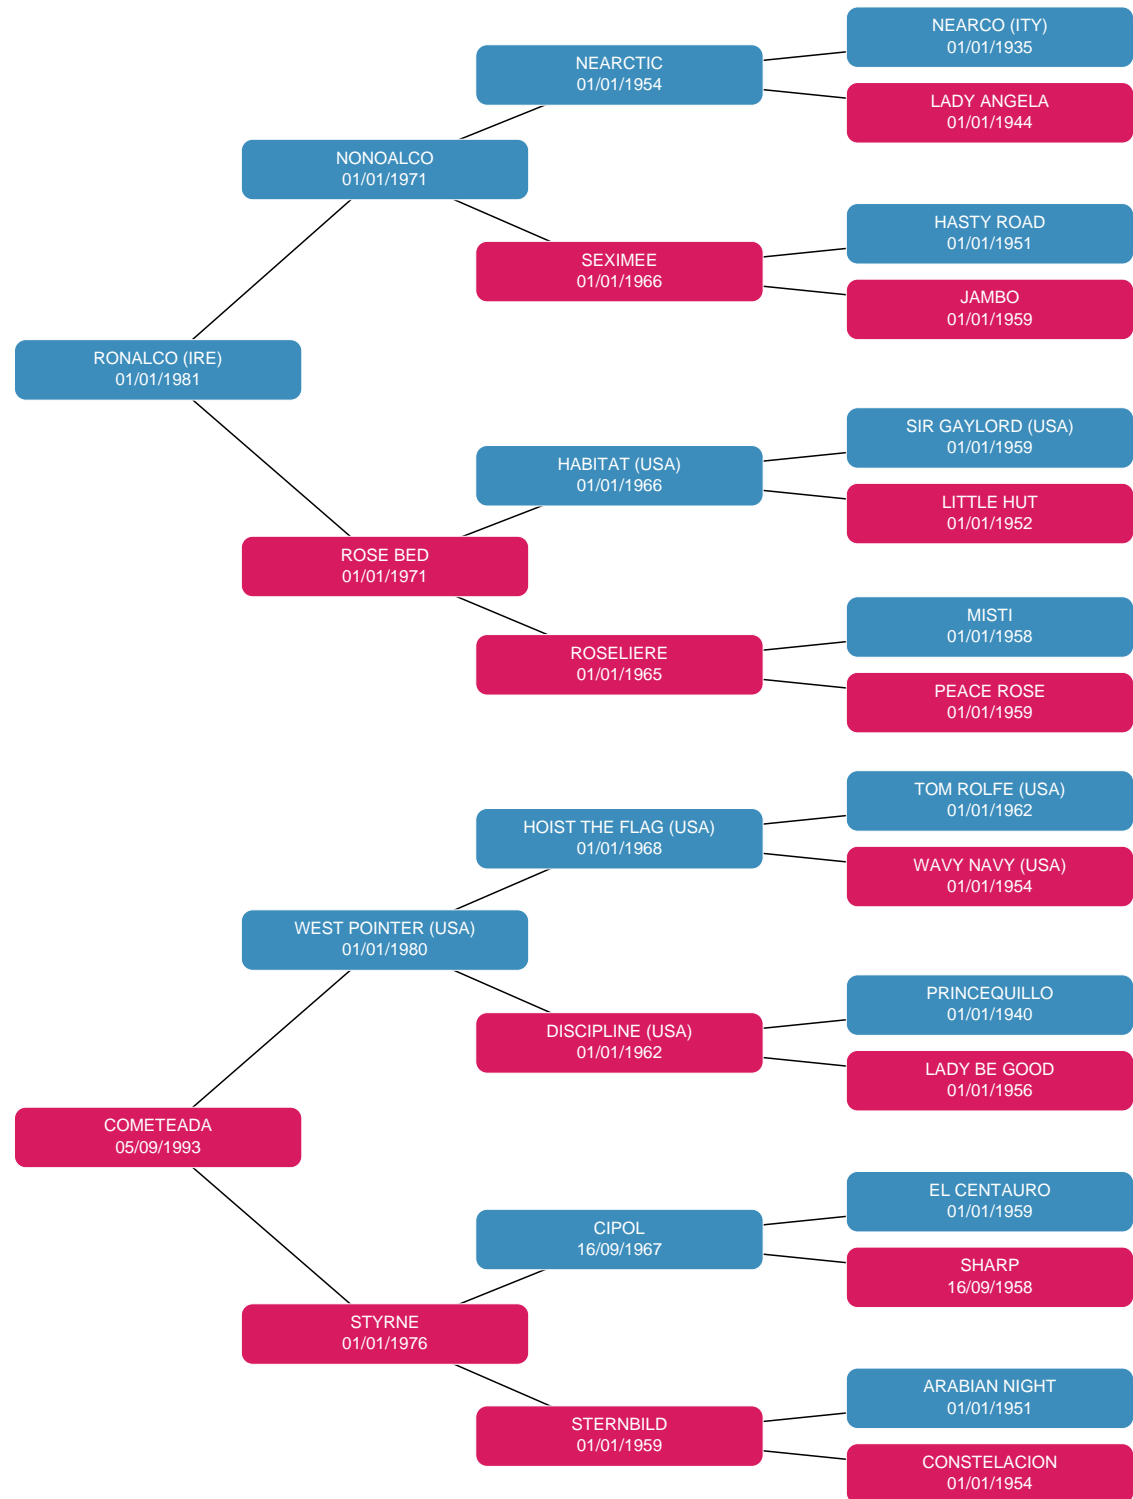 NEARCO (ITY)
01/01/1935
NEARCTIC
01/01/1954
LADY ANGELA
01/01/1944
NONOALCO
01/01/1971
HASTY ROAD
01/01/1951
SEXIMEE
01/01/1966
JAMBO
01/01/1959
RONALCO (IRE)
01/01/1981
SIR GAYLORD (USA)
01/01/1959
HABITAT (USA)
01/01/1966
LITTLE HUT
01/01/1952
ROSE BED
01/01/1971
MISTI
01/01/1958
ROSELIERE
01/01/1965
PEACE ROSE
01/01/1959
TOM ROLFE (USA)
01/01/1962
HOIST THE FLAG (USA)
01/01/1968
WAVY NAVY (USA)
01/01/1954
WEST POINTER (USA)
01/01/1980
PRINCEQUILLO
01/01/1940
DISCIPLINE (USA)
01/01/1962
LADY BE GOOD
01/01/1956
COMETEADA
05/09/1993
EL CENTAURO
01/01/1959
CIPOL
16/09/1967
SHARP
16/09/1958
STYRNE
01/01/1976
ARABIAN NIGHT
01/01/1951
STERNBILD
01/01/1959
CONSTELACION
01/01/1954